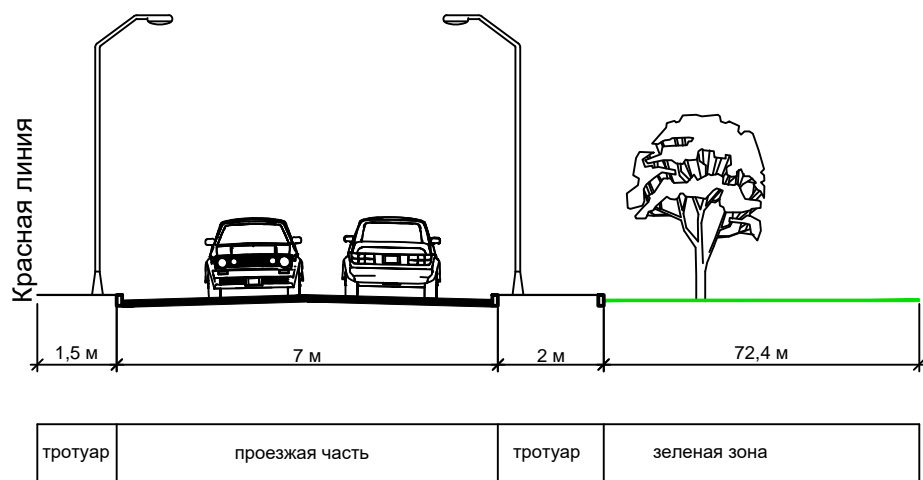 Красная линия
1,5 м
7 м
2 м
72,4 м
тротуар
проезжая часть
тротуар
зеленая зона